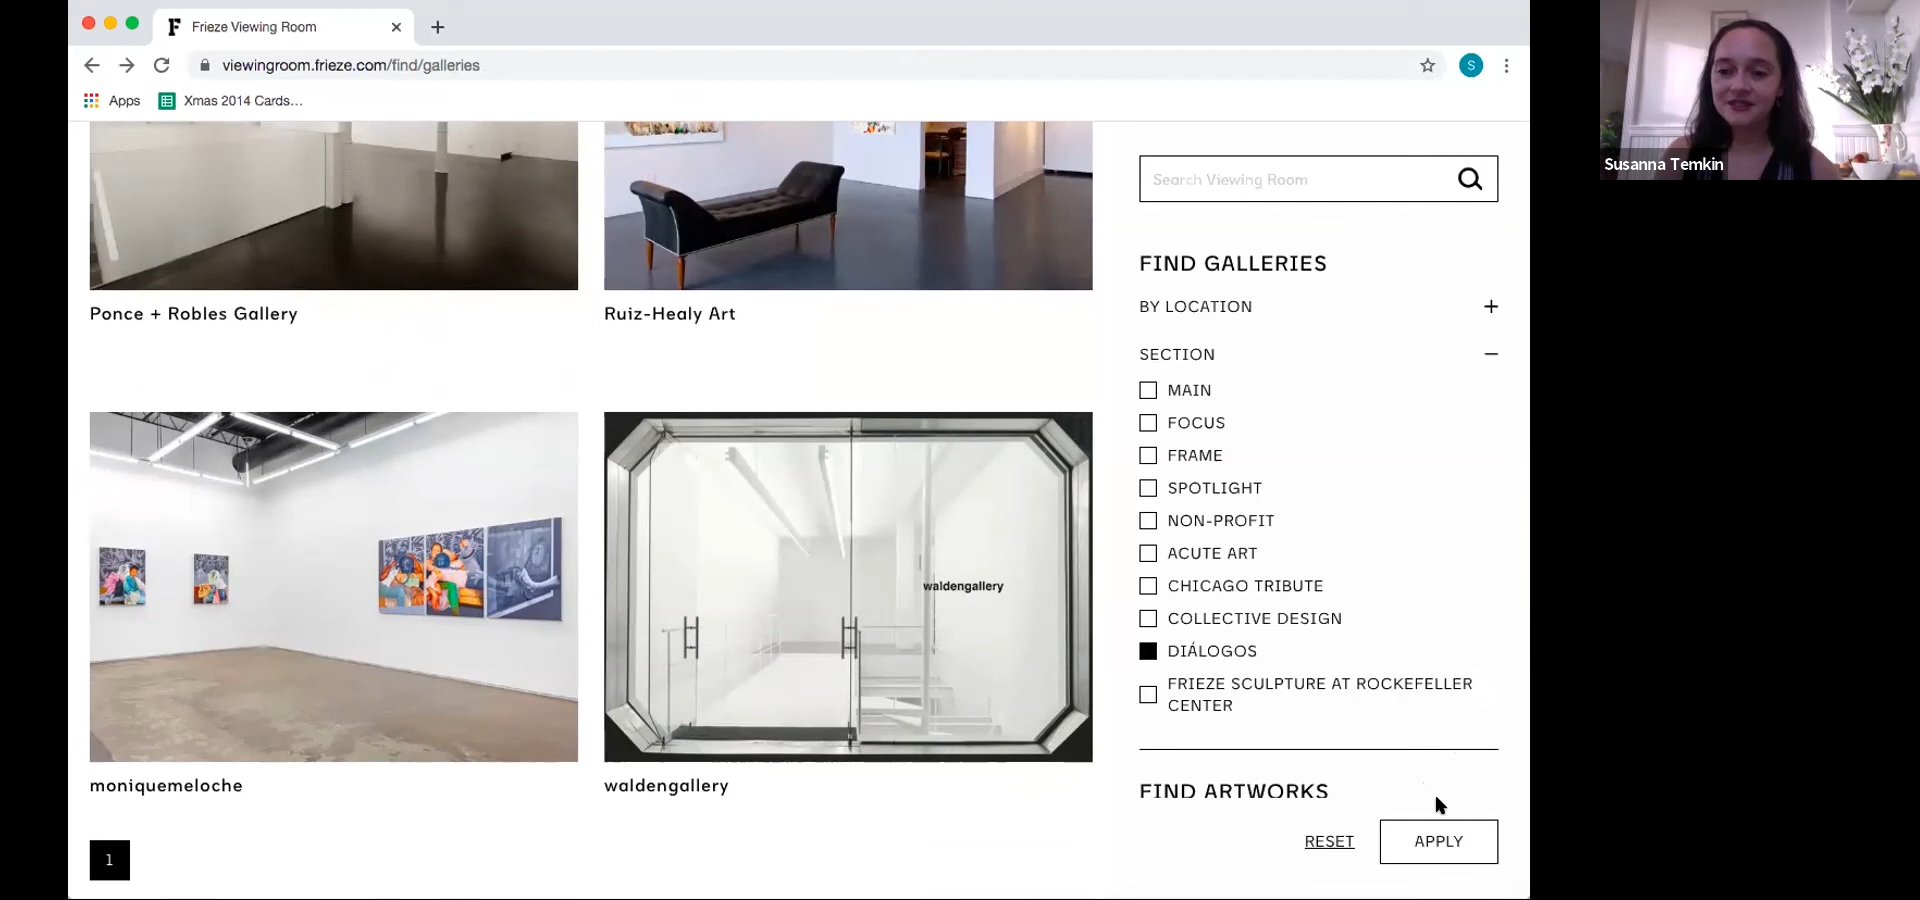 Frieze Viewing Room
viewingroom.frieze.com/find/galleries
S
Apps
Xmas 2014 Cards...
Susanna Temkin
Search Viewing Room
FIND GALLERIES
Ponce + Robles Gallery
Ruiz-Healy Art
BY LOCATION
SECTION
MAIN
FOCUS
FRAME
SPOTLIGHT
NON-PROFIT
ACUTE ART
waldengallery
CHICAGO TRIBUTE
COLLECTIVE DESIGN
DIÁLOGOS
FRIEZE SCULPTURE AT ROCKEFELLER
CENTER
moniquemeloche
waldengallery
FIND ARTWORKS
RESET
APPLY
1